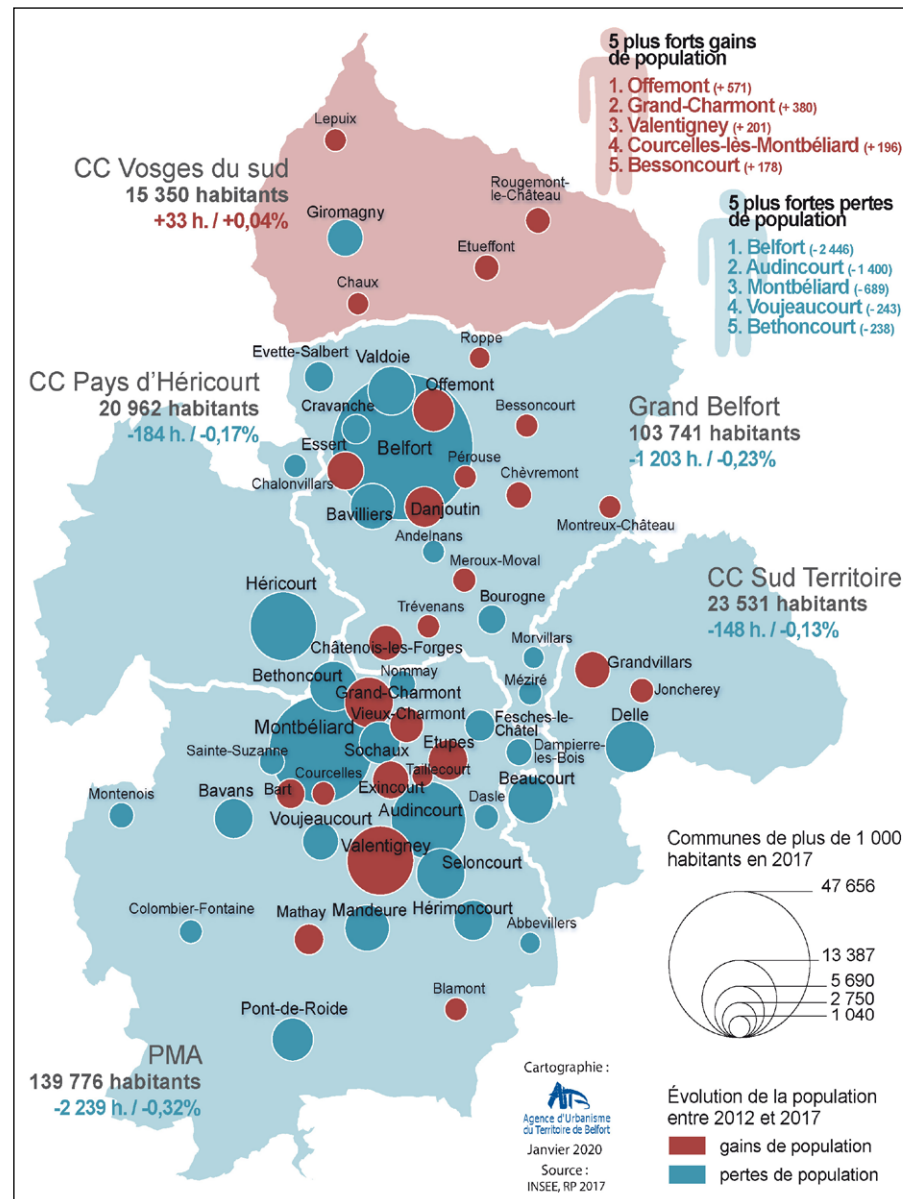 5 plus forts gains
de population
1. Offemont (+ 571)
2. Grand-Charmont (+ 380)
3. Valentigney (+ 201)
4. Courcelles-lès-Montbéliard (+ 196)
5. Bessoncourt (+ 178)
5 plus fortes pertes
de population
1. Belfort (- 2 446)
2. Audincourt (- 1 400)
3. Montbéliard (- 689)
4. Voujeaucourt (- 243)
5. Bethoncourt (- 238)
CC Vosges du sud
15 350 habitants
+33 h. / +0,04%
Lepuix
Rougemont-
le-Château
Giromagny
Etueffont
Chaux
CC Pays d'Héricourt
20 962 habitants
-184 h. / -0,17%
Grand Belfort
103 741 habitants
-1 203 h. / -0,23%
Roppe
Evette-Salbert
Valdoie
Offemont
Cravanche
Bessoncourt
Essert
Belfort
Pérouse
Chalonvillars
Chèvremont
Bavilliers
Danjoutin
Montreux-Château
Andelnans
Meroux-Moval
CC Sud Territoire
23 531 habitants
-148 h. / -0,13%
Héricourt
Bourogne
Trévenans
Châtenois-les-Forges
Morvillars
Grandvillars
Bethoncourt
Nommay
Méziré
Joncherey
Grand-Charmont
Vieux-Charmont
Fesches-le-
Châtel
Delle
Montbéliard
Sochaux
Etupes
Dampierre-
les-Bois
Sainte-Suzanne
Courcelles
Taillecourt
Beaucourt
Montenois
Bavans
Bart
Exincourt
Dasle
Voujeaucourt
Audincourt
Valentigney
Seloncourt
Colombier-Fontaine
Mathay
Mandeure
Hérimoncourt
Abbevillers
Blamont
Pont-de-Roide
PMA
139 776 habitants
-2 239 h. / -0,32%
Communes de plus de 1 000
habitants en 2017
47 656
13 387
5 690
2 750
1 040
Cartographie :
Agence d'Urbanisme
du Territoire de Belfort
Janvier 2020
Source :
INSEE, RP 2017
Évolution de la population
entre 2012 et 2017
gains de population
pertes de population